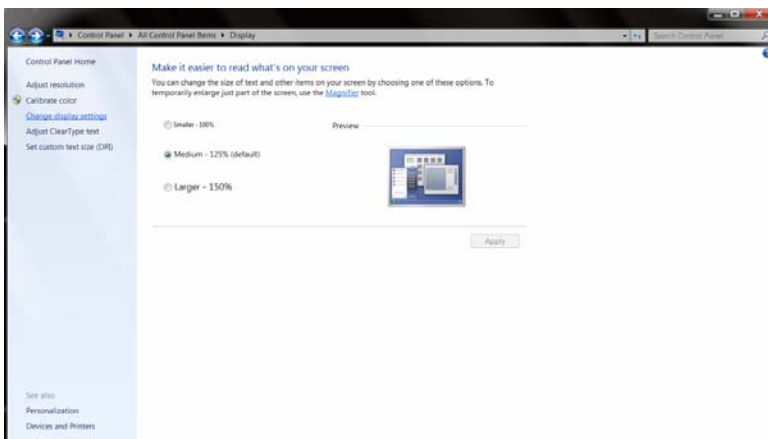 Control Panel ▸ All Control Panel Items ▸ Display
Search Control Panel
Control Panel Home
Adjust resolution
Calibrate color
Change display settings
Adjust ClearType text
Set custom text size (DPI)
Make it easier to read what's on your screen
You can change the size of text and other items on your screen by choosing one of these options. To
temporarily enlarge just part of the screen, use the Magnifier tool.
Smaller - 100%
Preview
Medium - 125% (default)
Larger - 150%
Apply
See also
Personalization
Devices and Printers